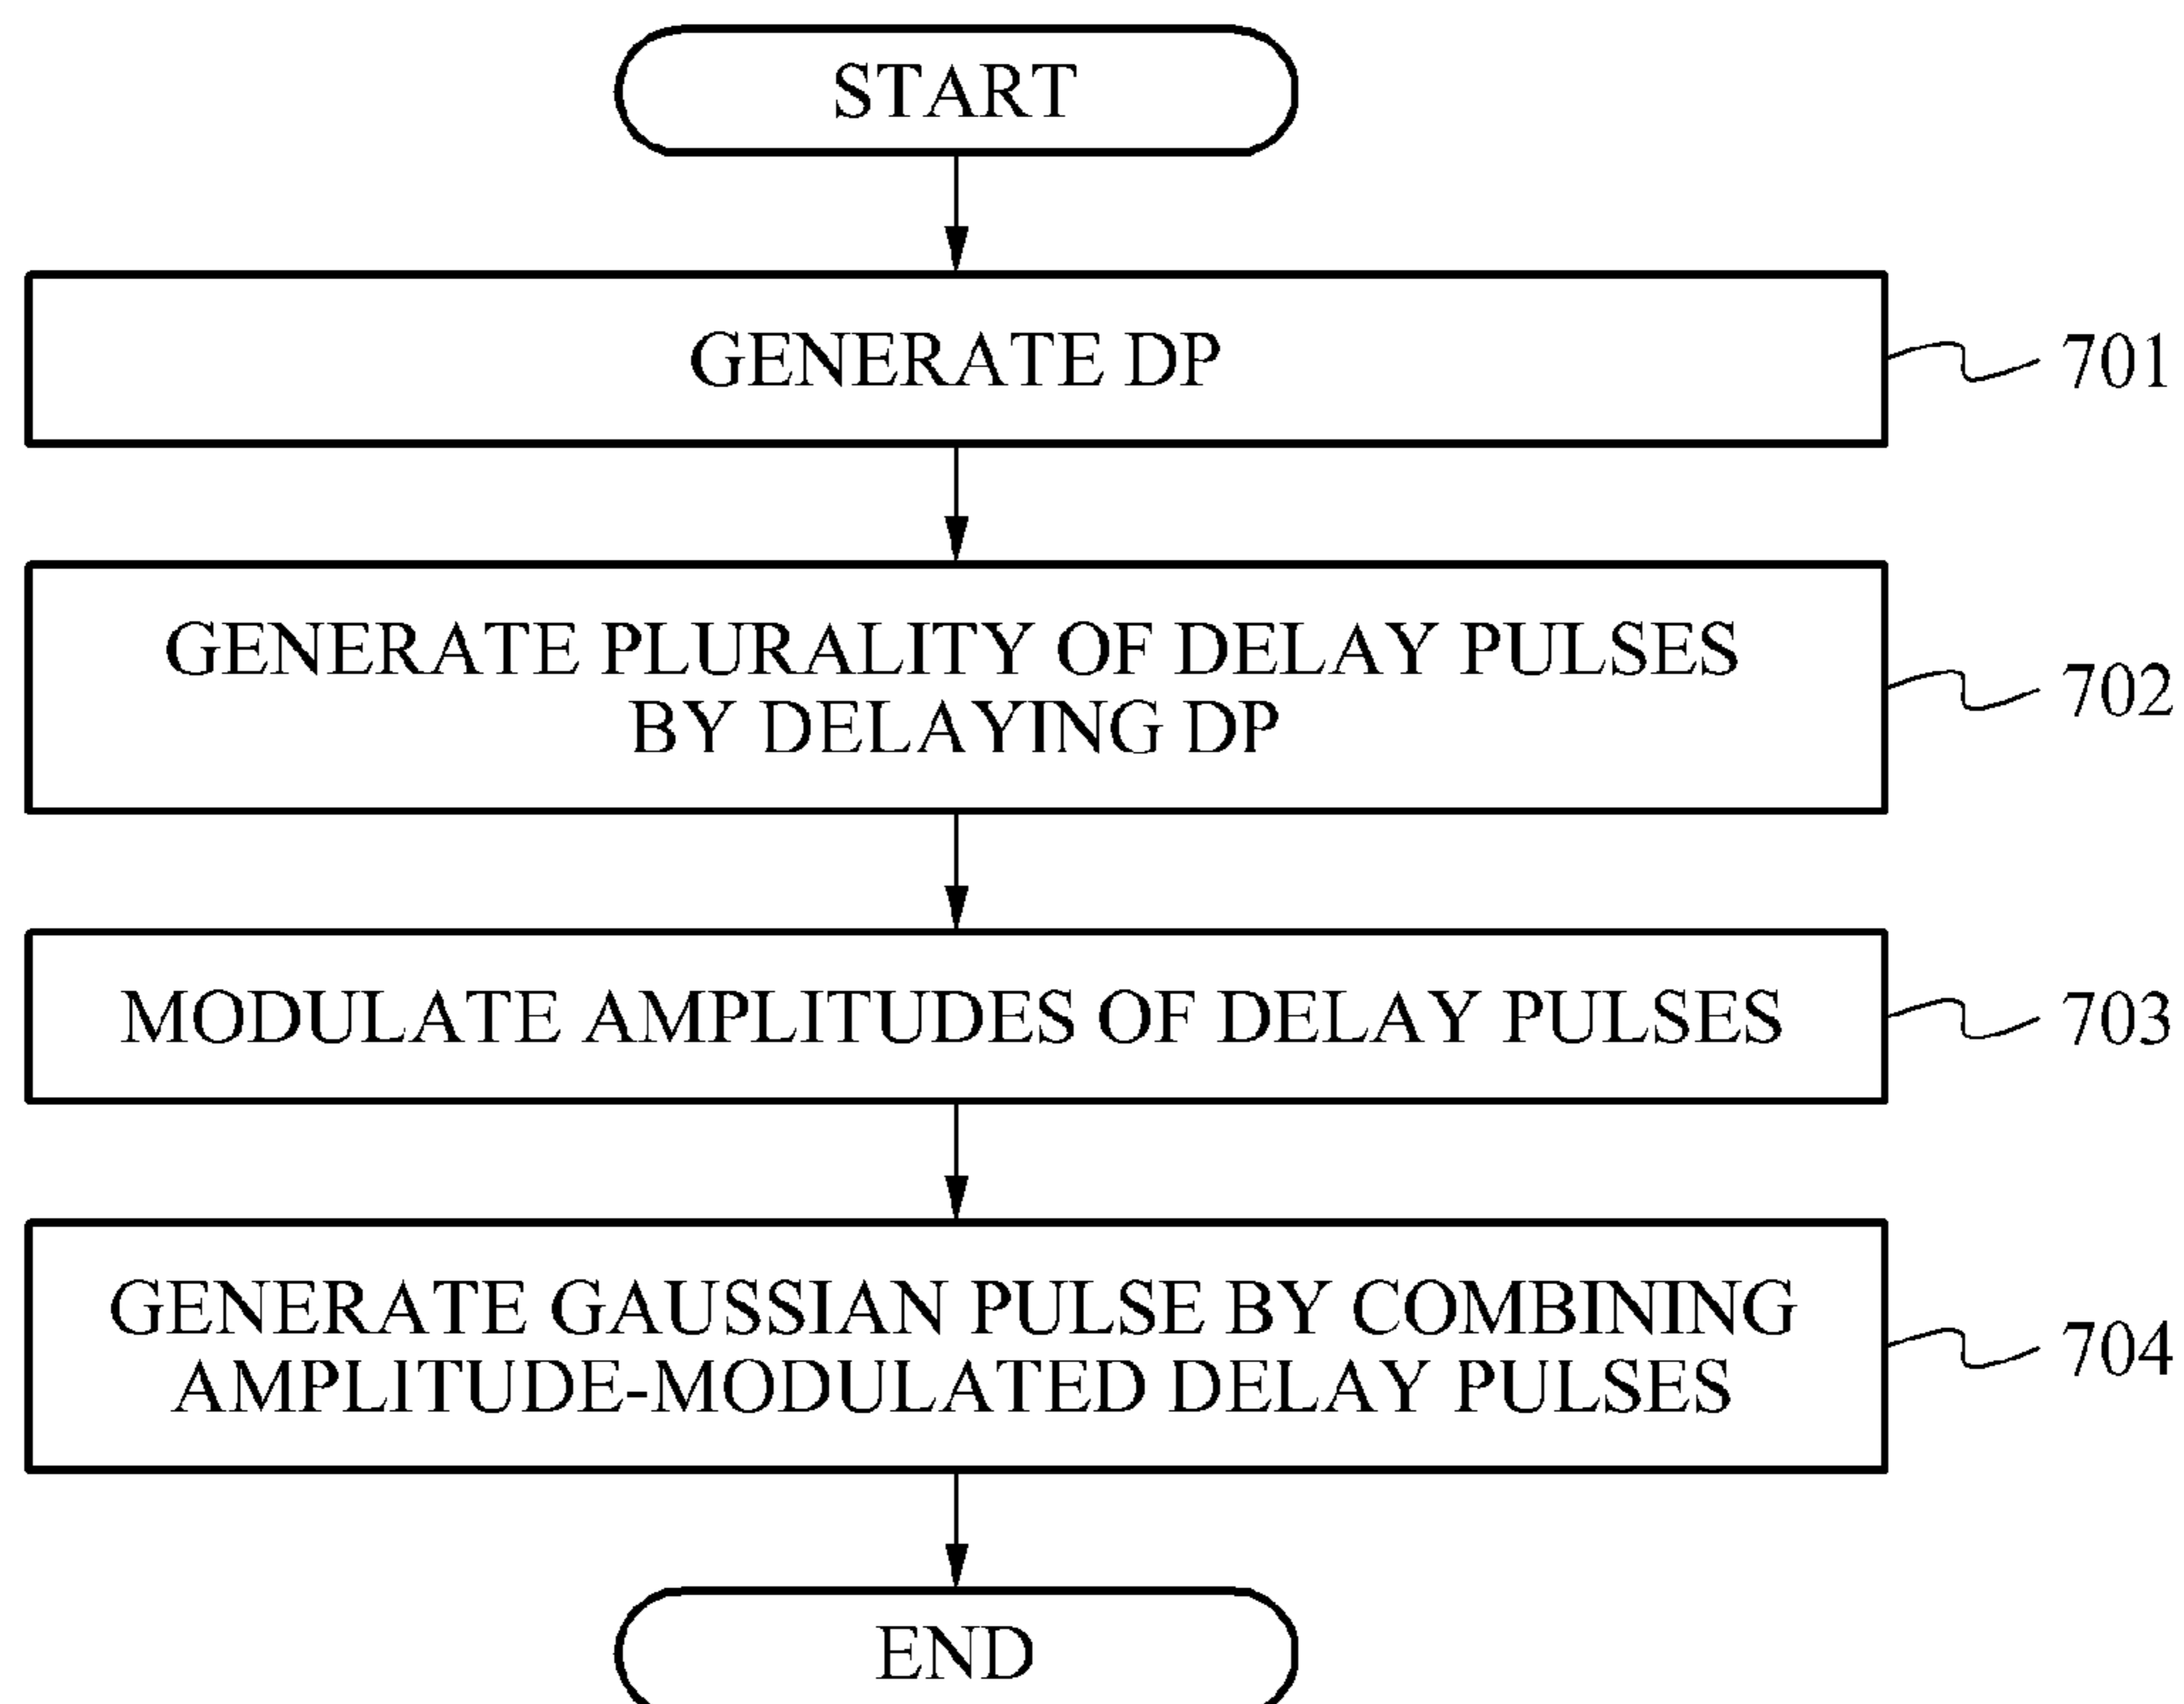 START
GENERATE DP
701
GENERATE PLURALITY OF DELAY PULSES
BY DELAYING DP
702
MODULATE AMPLITUDES OF DELAY PULSES
703
GENERATE GAUSSIAN PULSE BY COMBINING
AMPLITUDE-MODULATED DELAY PULSES
704
END